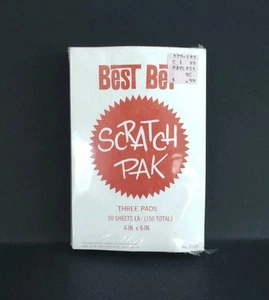 BEST BET
SCRATCH
PAK
THREE PADS
50 SHEETS EA.-(150 TOTAL)
4-IN. x 6-IN.